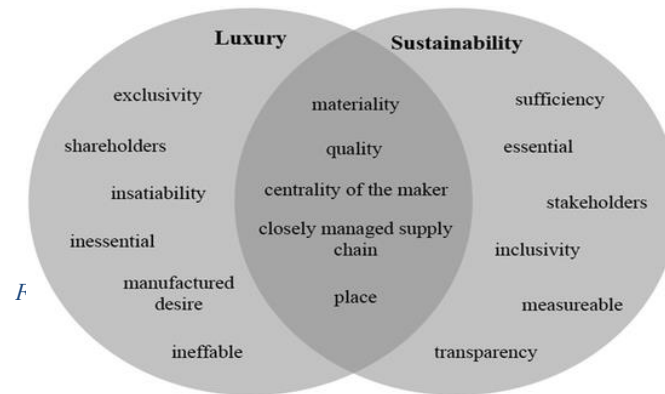 Luxury
exclusivity
shareholders
insatiability
inessential
manufactured
desire
ineffable
materiality
quality
centrality of the maker
closely managed supply
chain
place
Sustainability
sufficiency
essential
stakeholders
inclusivity
measureable
transparency